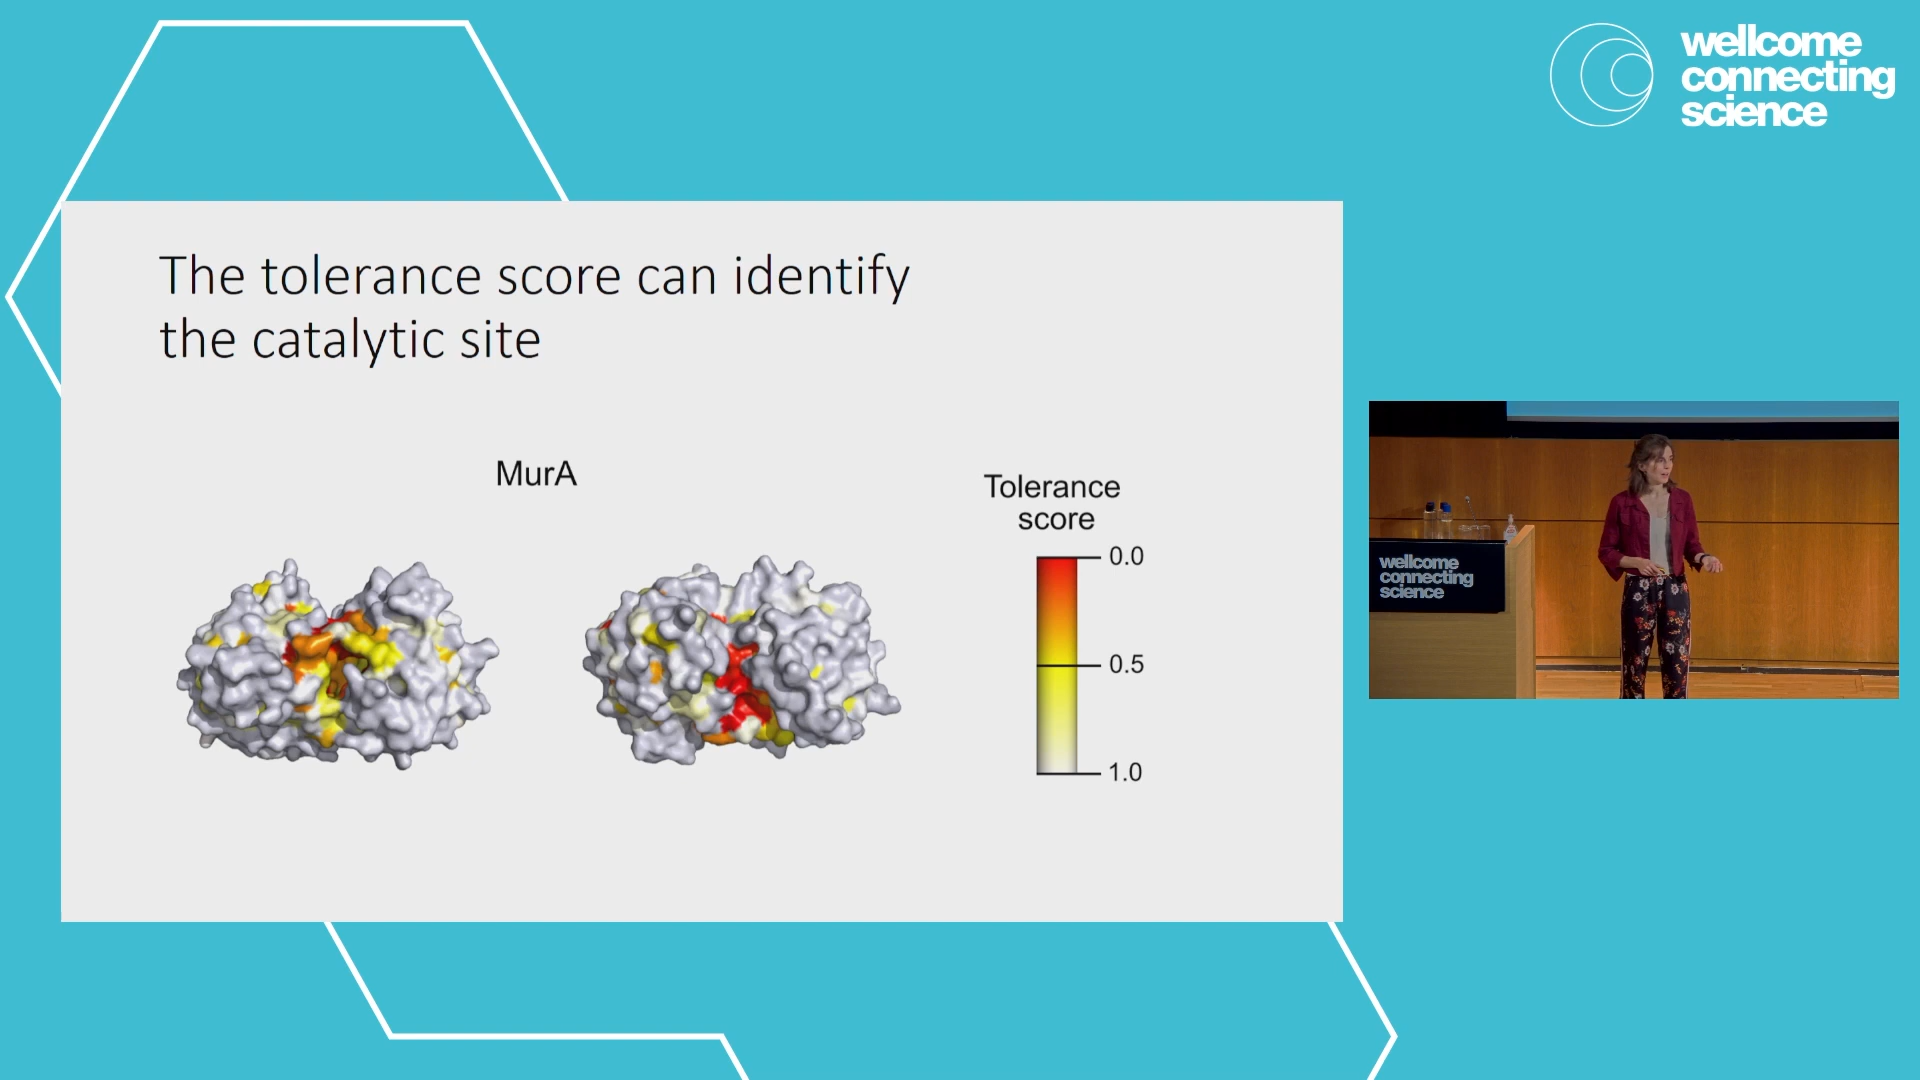 wellcome
connecting
science
The tolerance score can identify
the catalytic site
MurA
Tolerance
score
0.0
0.5
1.0
wellcome
connecting
science